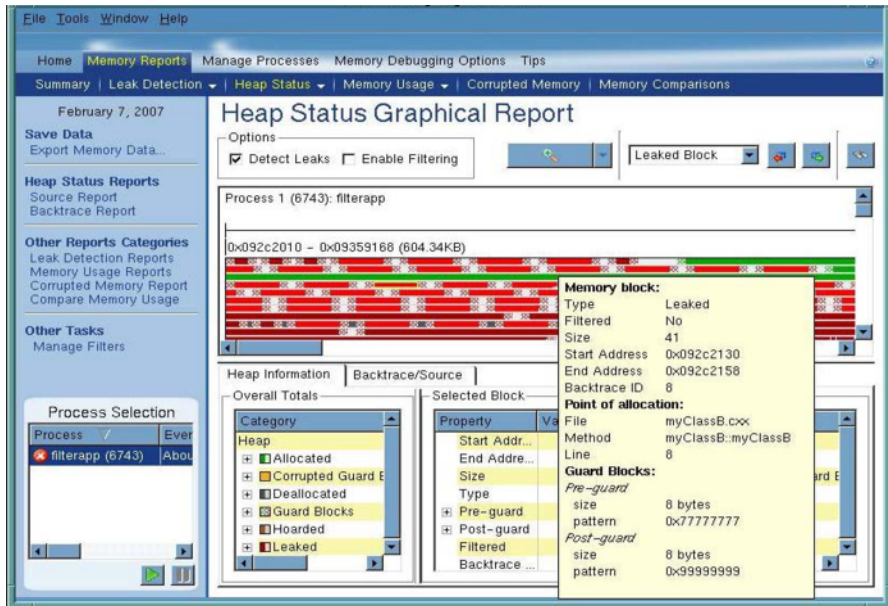 File Tools Window Help
Home Memory Reports Manage Processes Memory Debugging Options Tips
Summary | Leak Detection | Heap Status | Memory Usage | Corrupted Memory | Memory Comparisons
February 7, 2007
Save Data
Export Memory Data...
Heap Status Reports
Source Report
Backtrace Report
Other Reports Categories
Leak Detection Reports
Memory Usage Reports
Corrupted Memory Report
Compare Memory Usage
Other Tasks
Manage Filters
Process Selection
Process Ever
filterapp (6743) Abou
Heap Status Graphical Report
Options
Detect Leaks Enable Filtering
Leaked Block
Process 1 (6743): filterapp
0x092c2010 - 0x09359168 (604.34KB)
Heap Information Backtrace/Source
Overall Totals
Category
Heap
Allocated
Corrupted Guard B
Deallocated
Guard Blocks
Hoarded
Leaked
Selected Block
Property Va
Start Addr...
End Addre...
Size
Type
Pre-guard
Post-guard
Filtered
Backtrace ...
Memory block:
Type Leaked
Filtered No
Size 41
Start Address 0x092c2130
End Address 0x092c2158
Backtrace ID 8
Point of allocation:
File myClassB.cxx
Method myClassB::myClassB
Line 8
Guard Blocks:
Pre-guard
size 8 bytes
pattern 0x77777777
Post-guard
size 8 bytes
pattern 0x99999999